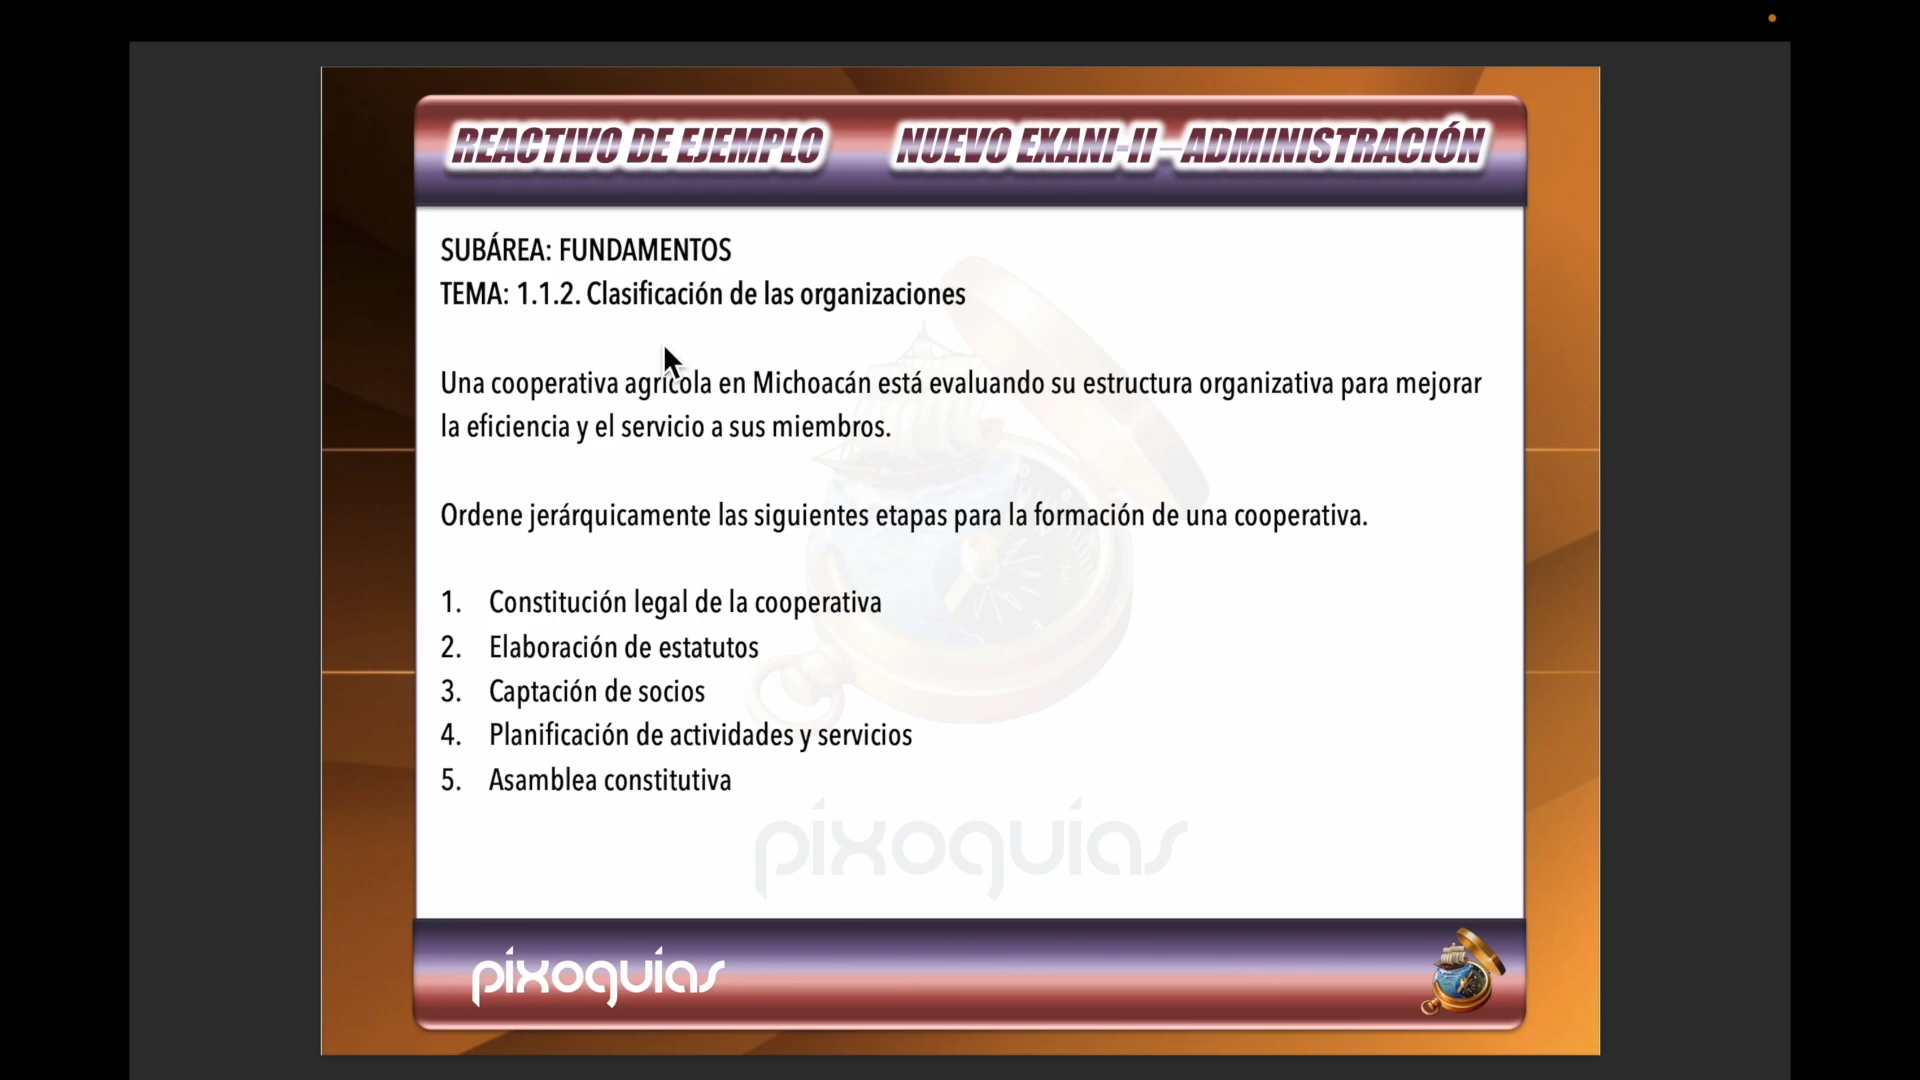 REACTIVO DE EJEMPLO NUEVO EXANI-II – ADMINISTRACIÓN
SUBÁREA: FUNDAMENTOS
TEMA: 1.1.2. Clasificación de las organizaciones
Una cooperativa agrícola en Michoacán está evaluando su estructura organizativa para mejorar
la eficiencia y el servicio a sus miembros.
Ordene jerárquicamente las siguientes etapas para la formación de una cooperativa.
1. Constitución legal de la cooperativa
2. Elaboración de estatutos
3. Captación de socios
4. Planificación de actividades y servicios
5. Asamblea constitutiva
pixoguías
pixoguías